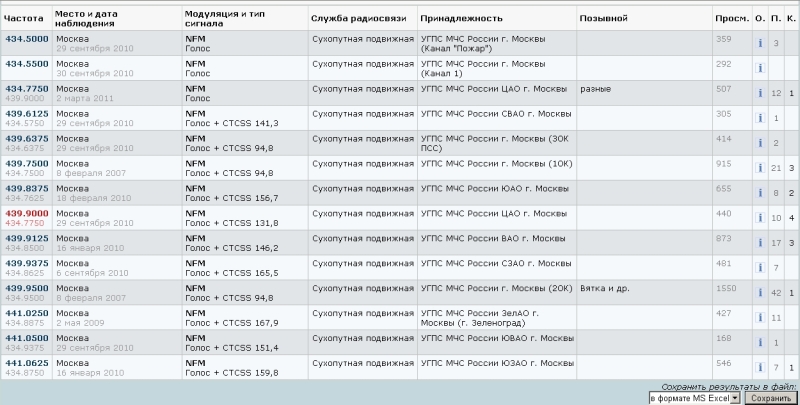 Частота Место и дата наблюдения Модуляция и тип сигнала Служба радиосвязи Принадлежность Позывной Просм. О. П. К.
434.5000 Москва NFM Сухопутная подвижная УГПС МЧС России г. Москвы 359 i 3
29 сентября 2010 Голос (Канал "Пожар")
434.5500 Москва NFM Сухопутная подвижная УГПС МЧС России г. Москвы 292 i
30 сентября 2010 Голос (Канал 1)
434.7750 Москва NFM Сухопутная подвижная УГПС МЧС России ЦАО г. Москвы разные 507 i 12 1
439.9000 2 марта 2011 Голос
439.6125 Москва NFM Сухопутная подвижная УГПС МЧС России СВАО г. Москвы 305 i 1
434.5750 29 сентября 2010 Голос + CTCSS 141,3
439.6375 Москва NFM Сухопутная подвижная УГПС МЧС России г. Москвы (3ОК 414 i 2
434.6375 29 сентября 2010 Голос + CTCSS 94,8 ПСС)
439.7500 Москва NFM Сухопутная подвижная УГПС МЧС России г. Москвы (1ОК) 915 i 21 3
434.7500 8 февраля 2007 Голос + CTCSS 94,8
439.8375 Москва NFM Сухопутная подвижная УГПС МЧС России ЮАО г. Москвы 655 i 8 2
434.7625 18 февраля 2010 Голос + CTCSS 156,7
439.9000 Москва NFM Сухопутная подвижная УГПС МЧС России ЦАО г. Москвы 440 i 10 4
434.7750 29 сентября 2010 Голос + CTCSS 131,8
439.9125 Москва NFM Сухопутная подвижная УГПС МЧС России ВАО г. Москвы 873 i 17 3
434.8500 16 января 2010 Голос + CTCSS 146,2
439.9375 Москва NFM Сухопутная подвижная УГПС МЧС России СЗАО г. Москвы 481 i 7
434.8625 6 сентября 2010 Голос + CTCSS 165,5
439.9500 Москва NFM Сухопутная подвижная УГПС МЧС России г. Москвы (2ОК) Вятка и др. 1550 i 42 1
434.9500 8 февраля 2007 Голос + CTCSS 94,8
441.0250 Москва NFM Сухопутная подвижная УГПС МЧС России ЗелАО г. 427 i 11
434.8875 2 мая 2009 Голос + CTCSS 167,9 Москвы (г. Зеленоград)
441.0500 Москва NFM Сухопутная подвижная УГПС МЧС России ЮВАО г. Москвы 168 i 1
434.9375 29 сентября 2010 Голос + CTCSS 151,4
441.0625 Москва NFM Сухопутная подвижная УГПС МЧС России ЮЗАО г. Москвы 546 i 7 1
434.8750 16 января 2010 Голос + CTCSS 159,8
Сохранить результаты в файл:
в формате MS Excel Сохранить